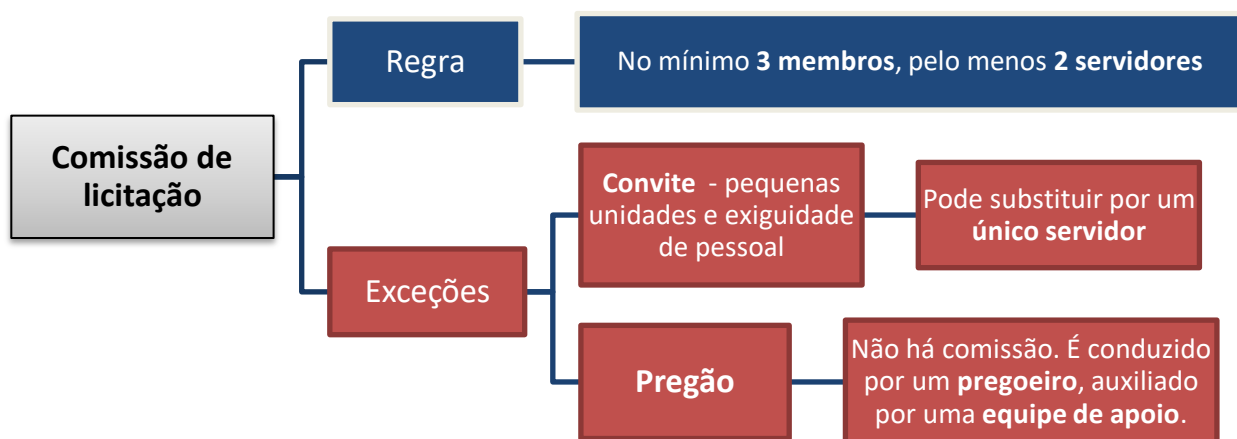 Comissão de
licitação
Regra
No mínimo 3 membros, pelo menos 2 servidores
Exceções
Convite - pequenas
unidades e exiguidade
de pessoal
Pode substituir por um
único servidor
Pregão
Não há comissão. É conduzido
por um pregoeiro, auxiliado
por uma equipe de apoio.